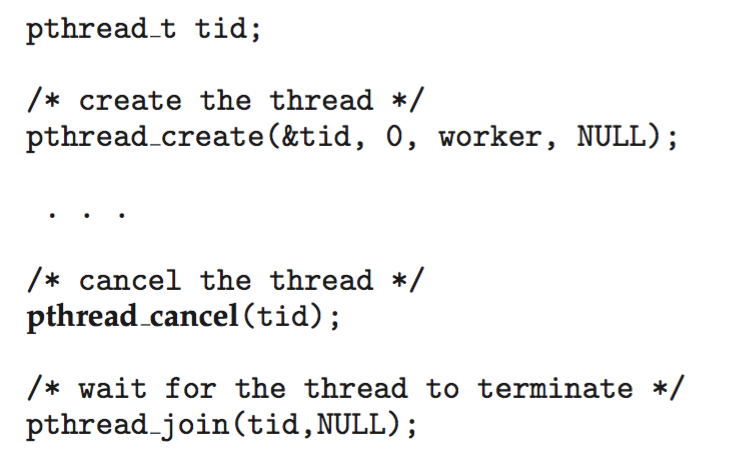 pthread_t tid;
/* create the thread */
pthread_create(&tid, 0, worker, NULL);
. . .
/* cancel the thread */
pthread_cancel(tid);
/* wait for the thread to terminate */
pthread_join(tid,NULL);